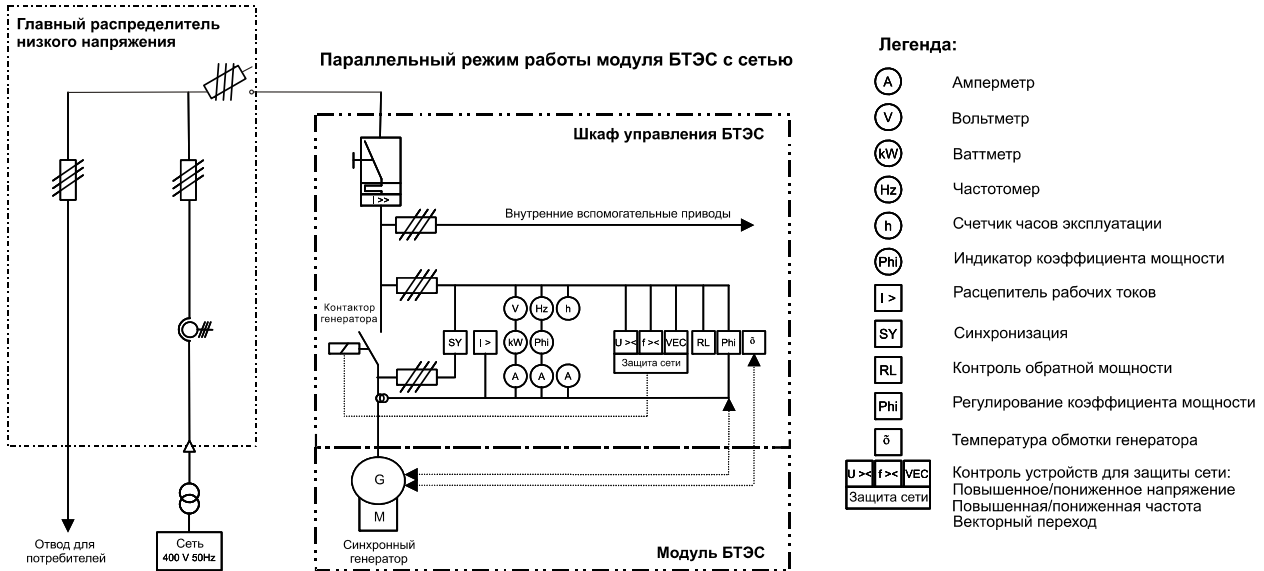 Главный распределитель
низкого напряжения
Параллельный режим работы модуля БТЭС с сетью
Шкаф управления БТЭС
I >>
Внутренние вспомогательные приводы
Контактор
генератора
V
Hz
h
SY
I >
kW
Phi
U ><
f ><
VEC
RL
Phi
õ
Защита сети
A
A
A
G
M
Синхронный
генератор
Модуль БТЭС
Отвод для
потребителей
Сеть
400 V 50Hz
Легенда:
A Амперметр
V Вольтметр
kW Ваттметр
Hz Частотомер
h Счетчик часов эксплуатации
Phi Индикатор коэффициента мощности
I > Расцепитель рабочих токов
SY Синхронизация
RL Контроль обратной мощности
Phi Регулирование коэффициента мощности
õ Температура обмотки генератора
U >< f >< VEC Контроль устройств для защиты сети:
Защита сети Повышенное/пониженное напряжение
Повышенная/пониженная частота
Векторный переход